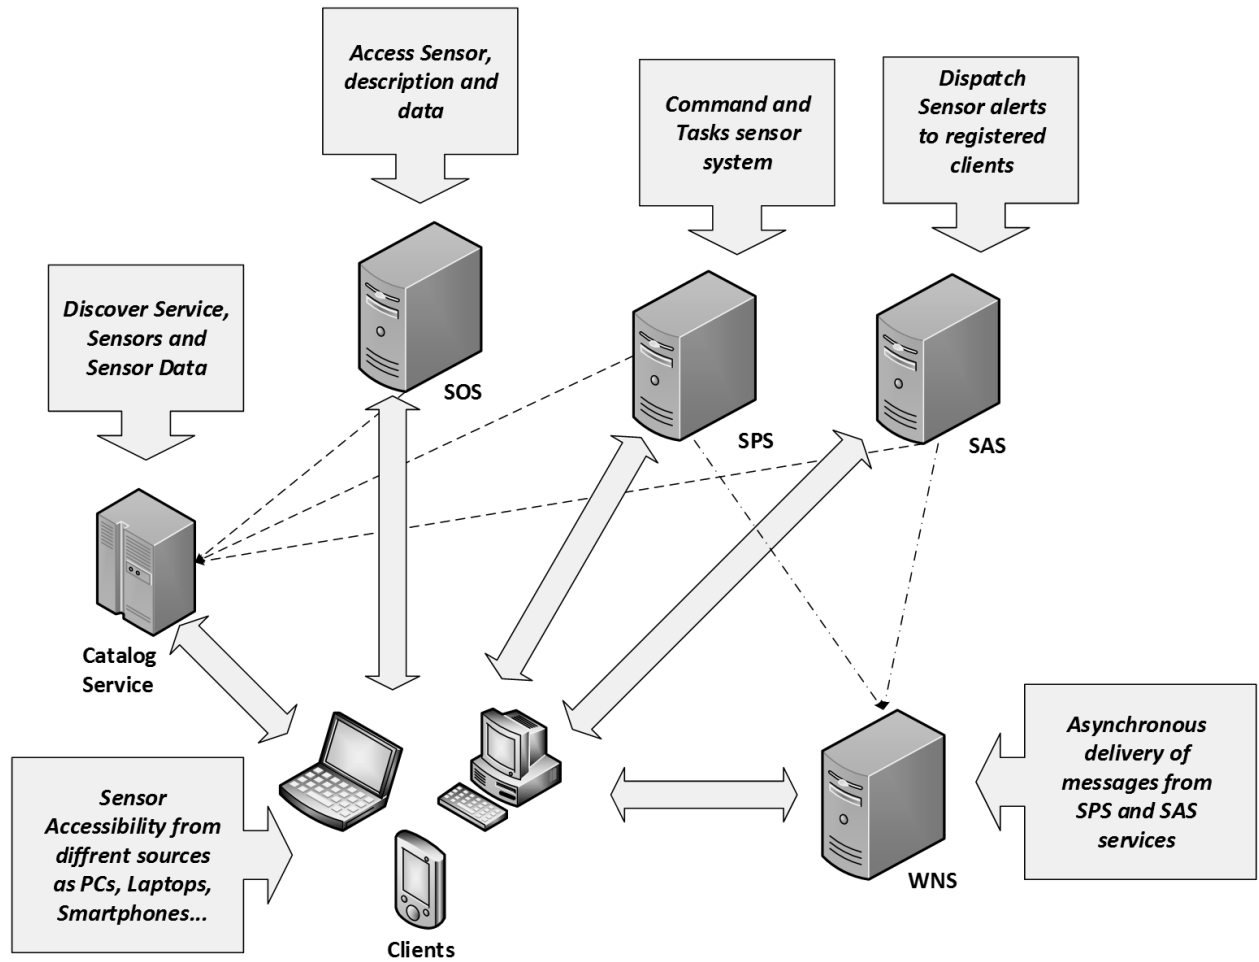 Access Sensor,
description and
data
Command and
Tasks sensor
system
Dispatch
Sensor alerts
to registered
clients
Discover Service,
Sensors and
Sensor Data
SOS
SPS
SAS
Catalog
Service
Sensor
Accessibility from
diffrent sources
as PCs, Laptops,
Smartphones...
Clients
WNS
Asynchronous
delivery of
messages from
SPS and SAS
services